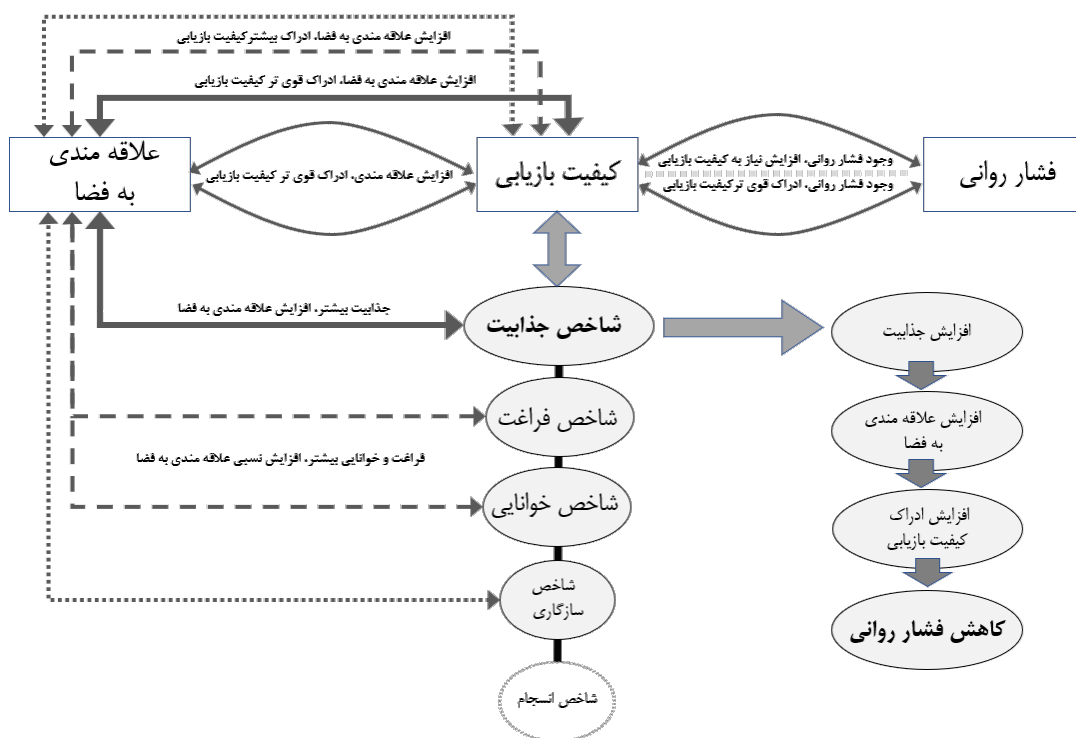 افزایش علاقه مندی به فضا، ادراک بیشترکیفیت بازیابی
افزایش علاقه مندی به فضا، ادراک قوی تر کیفیت بازیابی
فشار روانی
وجود فشار روانی، افزایش نیاز به کیفیت بازیابی
وجود فشار روانی، ادراک قوی ترکیفیت بازیابی
کیفیت بازیابی
افزایش علاقه مندی، ادراک قوی تر کیفیت بازیابی
علاقه مندی
به فضا
جذابیت بیشتر، افزایش علاقه مندی به فضا
شاخص جذابیت
شاخص فراغت
فراغت و خوانایی بیشتر، افزایش نسبی علاقه مندی به فضا
شاخص خوانایی
شاخص
سازگاری
شاخص انسجام
افزایش جذابیت
افزایش علاقه مندی
به فضا
افزایش ادراک
کیفیت بازیابی
کاهش فشار روانی